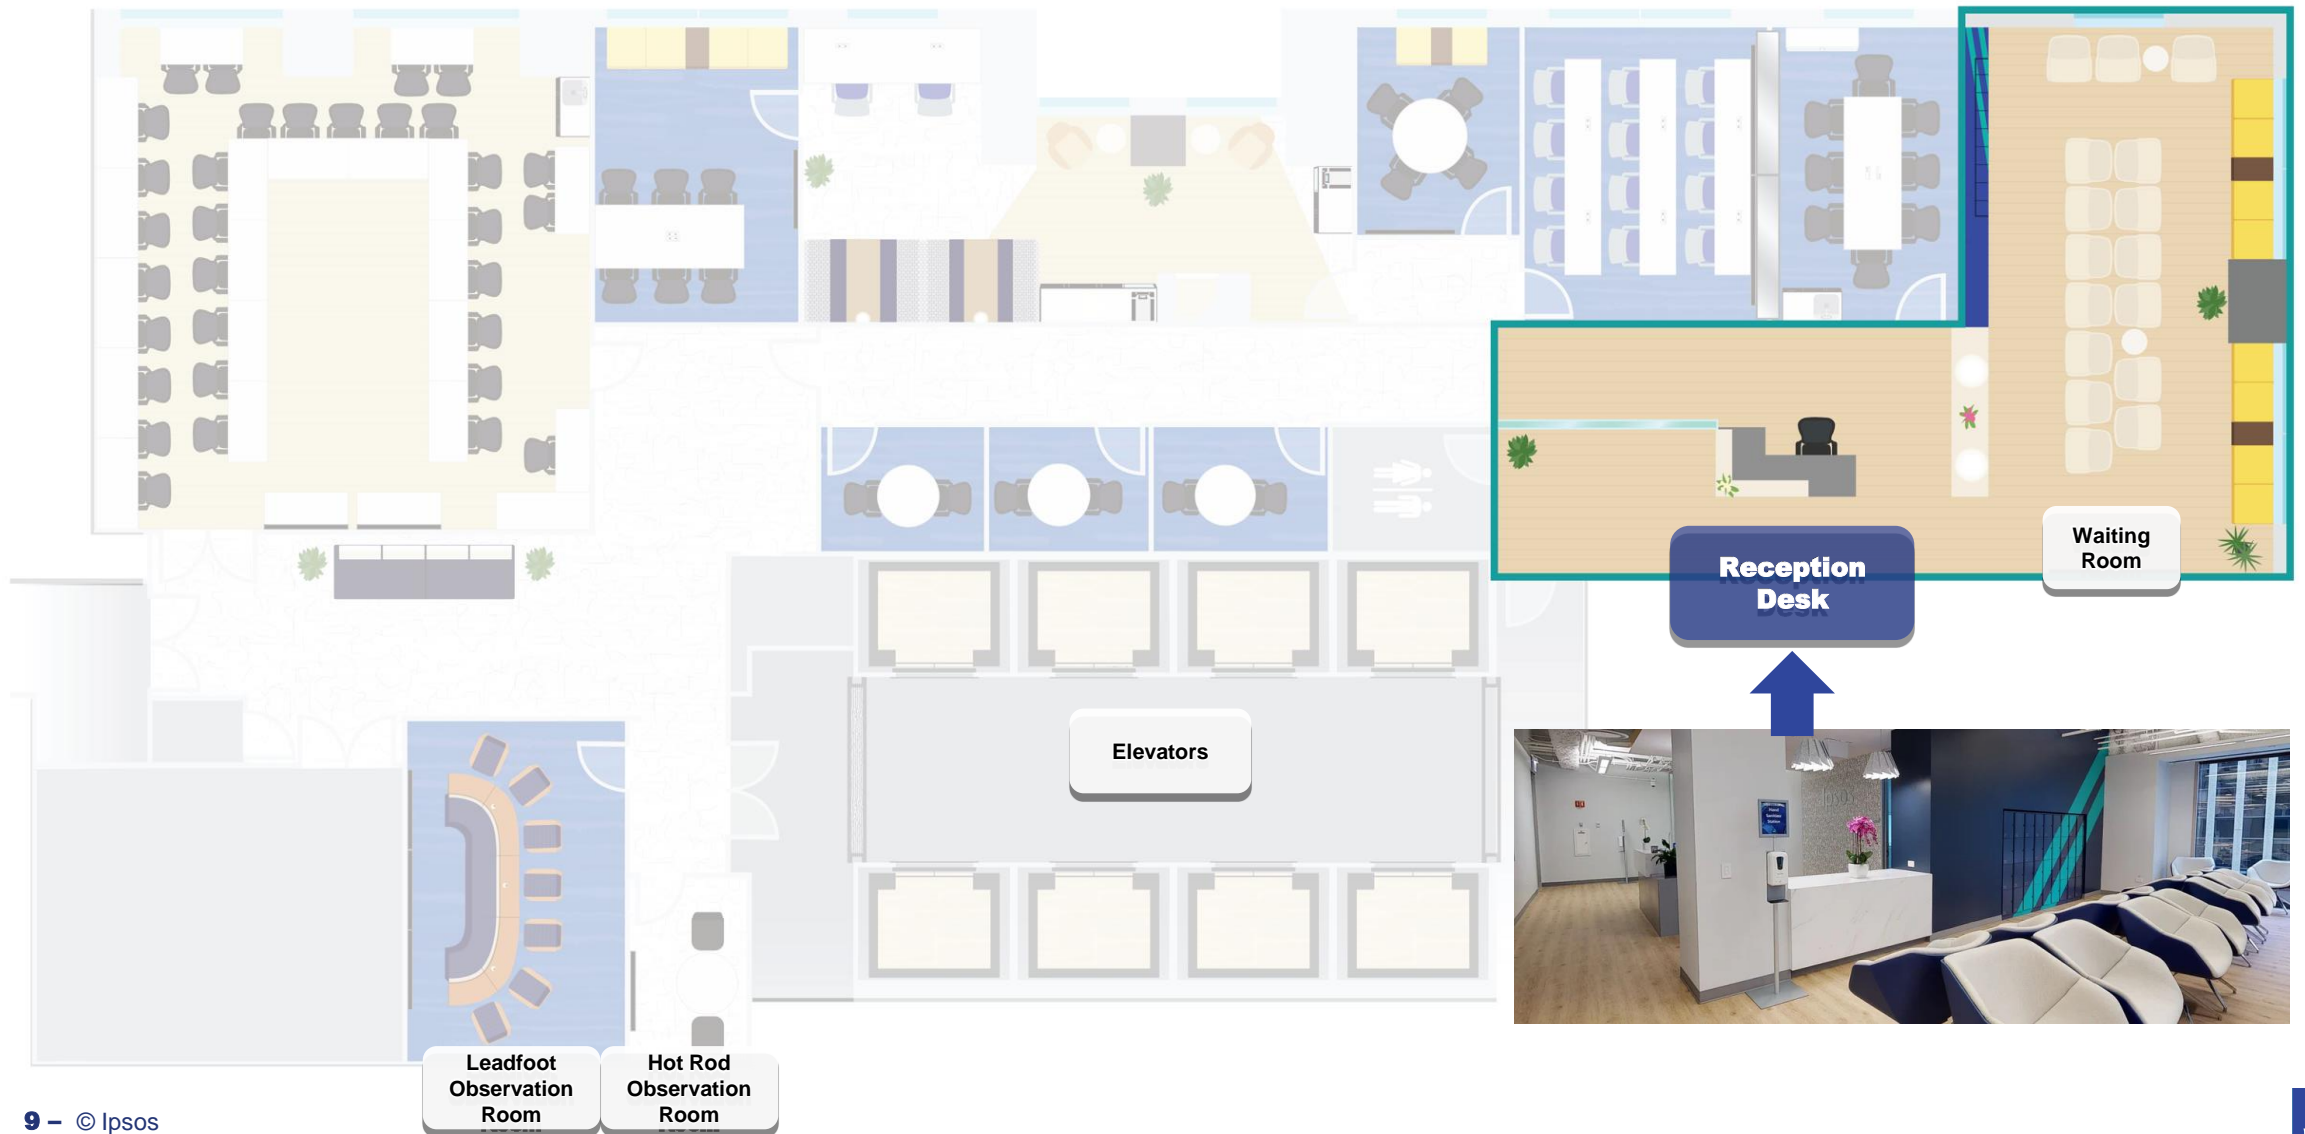 Reception
Desk
Waiting
Room
Elevators
Leadfoot
Observation
Room
Hot Rod
Observation
Room
9 – © Ipsos